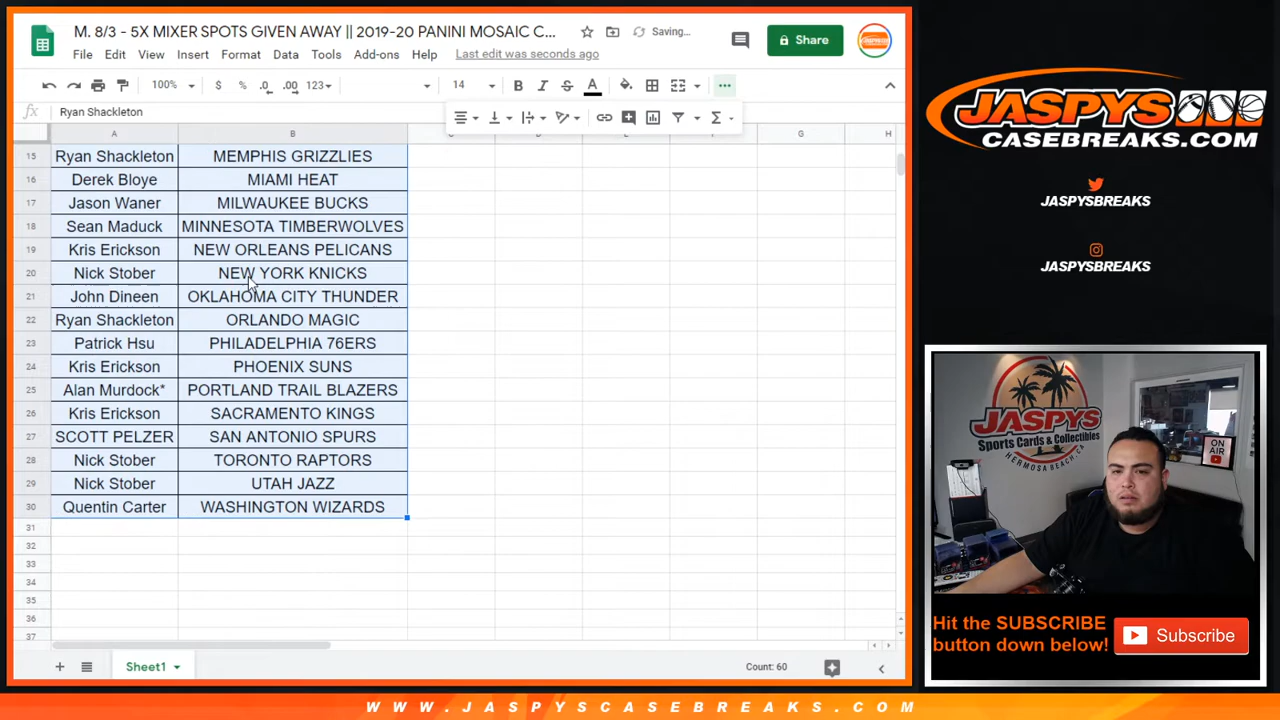 M. 8/3 - 5X MIXER SPOTS GIVEN AWAY || 2019-20 PANINI MOSAIC C...
Saving...
Share
File Edit View Insert Format Data Tools Add-ons Help Last edit was seconds ago
100% $ % .0 .00 123 14 B I S A
fx Ryan Shackleton
A B G H
15 Ryan Shackleton MEMPHIS GRIZZLIES
16 Derek Bloye MIAMI HEAT
17 Jason Waner MILWAUKEE BUCKS
18 Sean Maduck MINNESOTA TIMBERWOLVES
19 Kris Erickson NEW ORLEANS PELICANS
20 Nick Stober NEW YORK KNICKS
21 John Dineen OKLAHOMA CITY THUNDER
22 Ryan Shackleton ORLANDO MAGIC
23 Patrick Hsu PHILADELPHIA 76ERS
24 Kris Erickson PHOENIX SUNS
25 Alan Murdock* PORTLAND TRAIL BLAZERS
26 Kris Erickson SACRAMENTO KINGS
27 SCOTT PELZER SAN ANTONIO SPURS
28 Nick Stober TORONTO RAPTORS
29 Nick Stober UTAH JAZZ
30 Quentin Carter WASHINGTON WIZARDS
31
32
33
34
35
36
37
Sheet1
Count: 60
JASPYS
CASEBREAKS.COM
JASPYSBREAKS
JASPYSBREAKS
JASPYS
Sports Cards & Collectibles
HERMOSA BEACH, CA
ON AIR
Hit the SUBSCRIBE
button down below!
Subscribe
WWW.JASPYSCASEBREAKS.COM